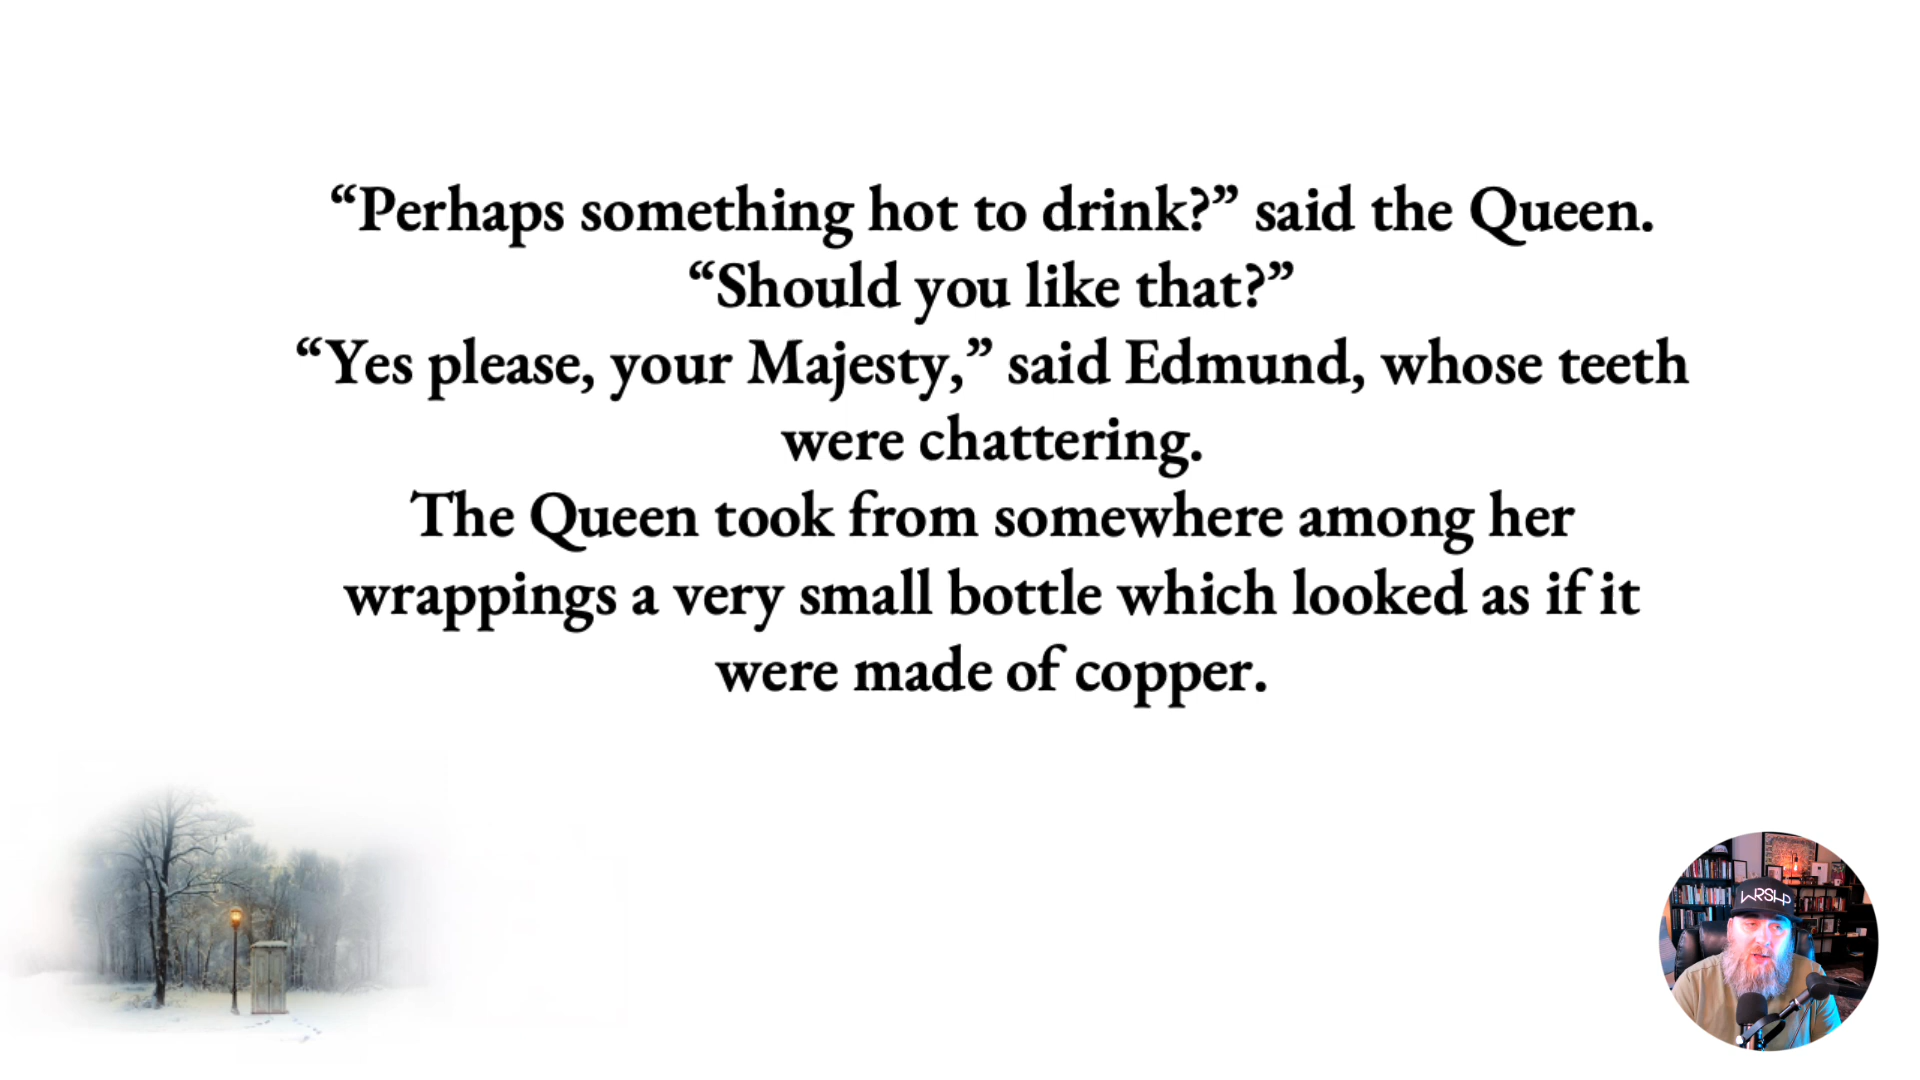 “Perhaps something hot to drink?” said the Queen.
“Should you like that?”
“Yes please, your Majesty,” said Edmund, whose teeth
were chattering.
The Queen took from somewhere among her
wrappings a very small bottle which looked as if it
were made of copper.
WRSHP